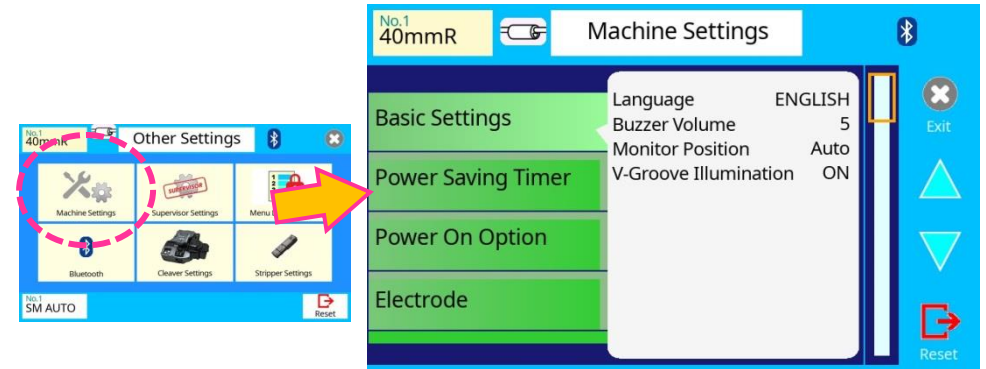 No.1
40mmR
Other Settings
Machine Settings
SUPERVISOR
Supervisor Settings
Menu
Bluetooth
Cleaver Settings
Stripper Settings
No.1
SM AUTO
Reset
No.1
40mmR
Machine Settings
Basic Settings
Power Saving Timer
Power On Option
Electrode
Language ENGLISH
Buzzer Volume 5
Monitor Position Auto
V-Groove Illumination ON
Exit
Reset